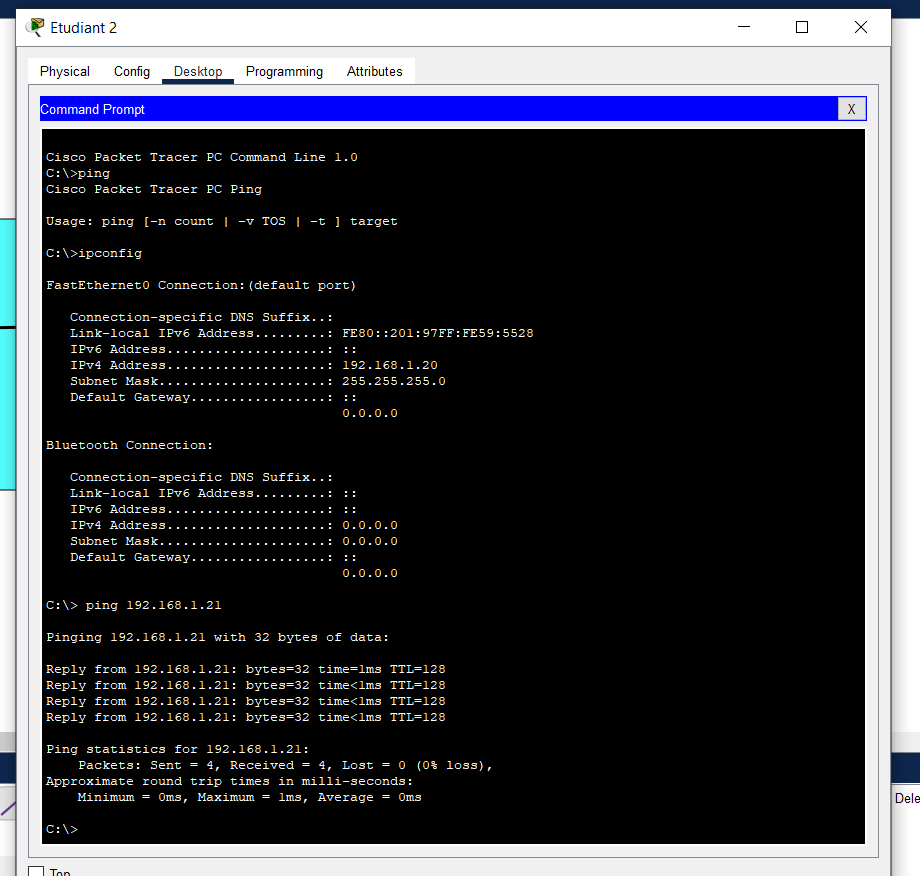 Etudiant 2
Physical Config Desktop Programming Attributes
Command Prompt X
Cisco Packet Tracer PC Command Line 1.0
C:\>ping
Cisco Packet Tracer PC Ping
Usage: ping [-n count | -v TOS | -t ] target
C:\>ipconfig
FastEthernet0 Connection:(default port)
Connection-specific DNS Suffix..:
Link-local IPv6 Address.........: FE80::201:97FF:FE59:5528
IPv6 Address....................: ::
IPv4 Address....................: 192.168.1.20
Subnet Mask.....................: 255.255.255.0
Default Gateway.................: ::
0.0.0.0
Bluetooth Connection:
Connection-specific DNS Suffix..:
Link-local IPv6 Address.........: ::
IPv6 Address....................: ::
IPv4 Address....................: 0.0.0.0
Subnet Mask.....................: 0.0.0.0
Default Gateway.................: ::
0.0.0.0
C:\> ping 192.168.1.21
Pinging 192.168.1.21 with 32 bytes of data:
Reply from 192.168.1.21: bytes=32 time=1ms TTL=128
Reply from 192.168.1.21: bytes=32 time<1ms TTL=128
Reply from 192.168.1.21: bytes=32 time<1ms TTL=128
Reply from 192.168.1.21: bytes=32 time<1ms TTL=128
Ping statistics for 192.168.1.21:
Packets: Sent = 4, Received = 4, Lost = 0 (0% loss),
Approximate round trip times in milli-seconds:
Minimum = 0ms, Maximum = 1ms, Average = 0ms
C:\>
Dele
Top